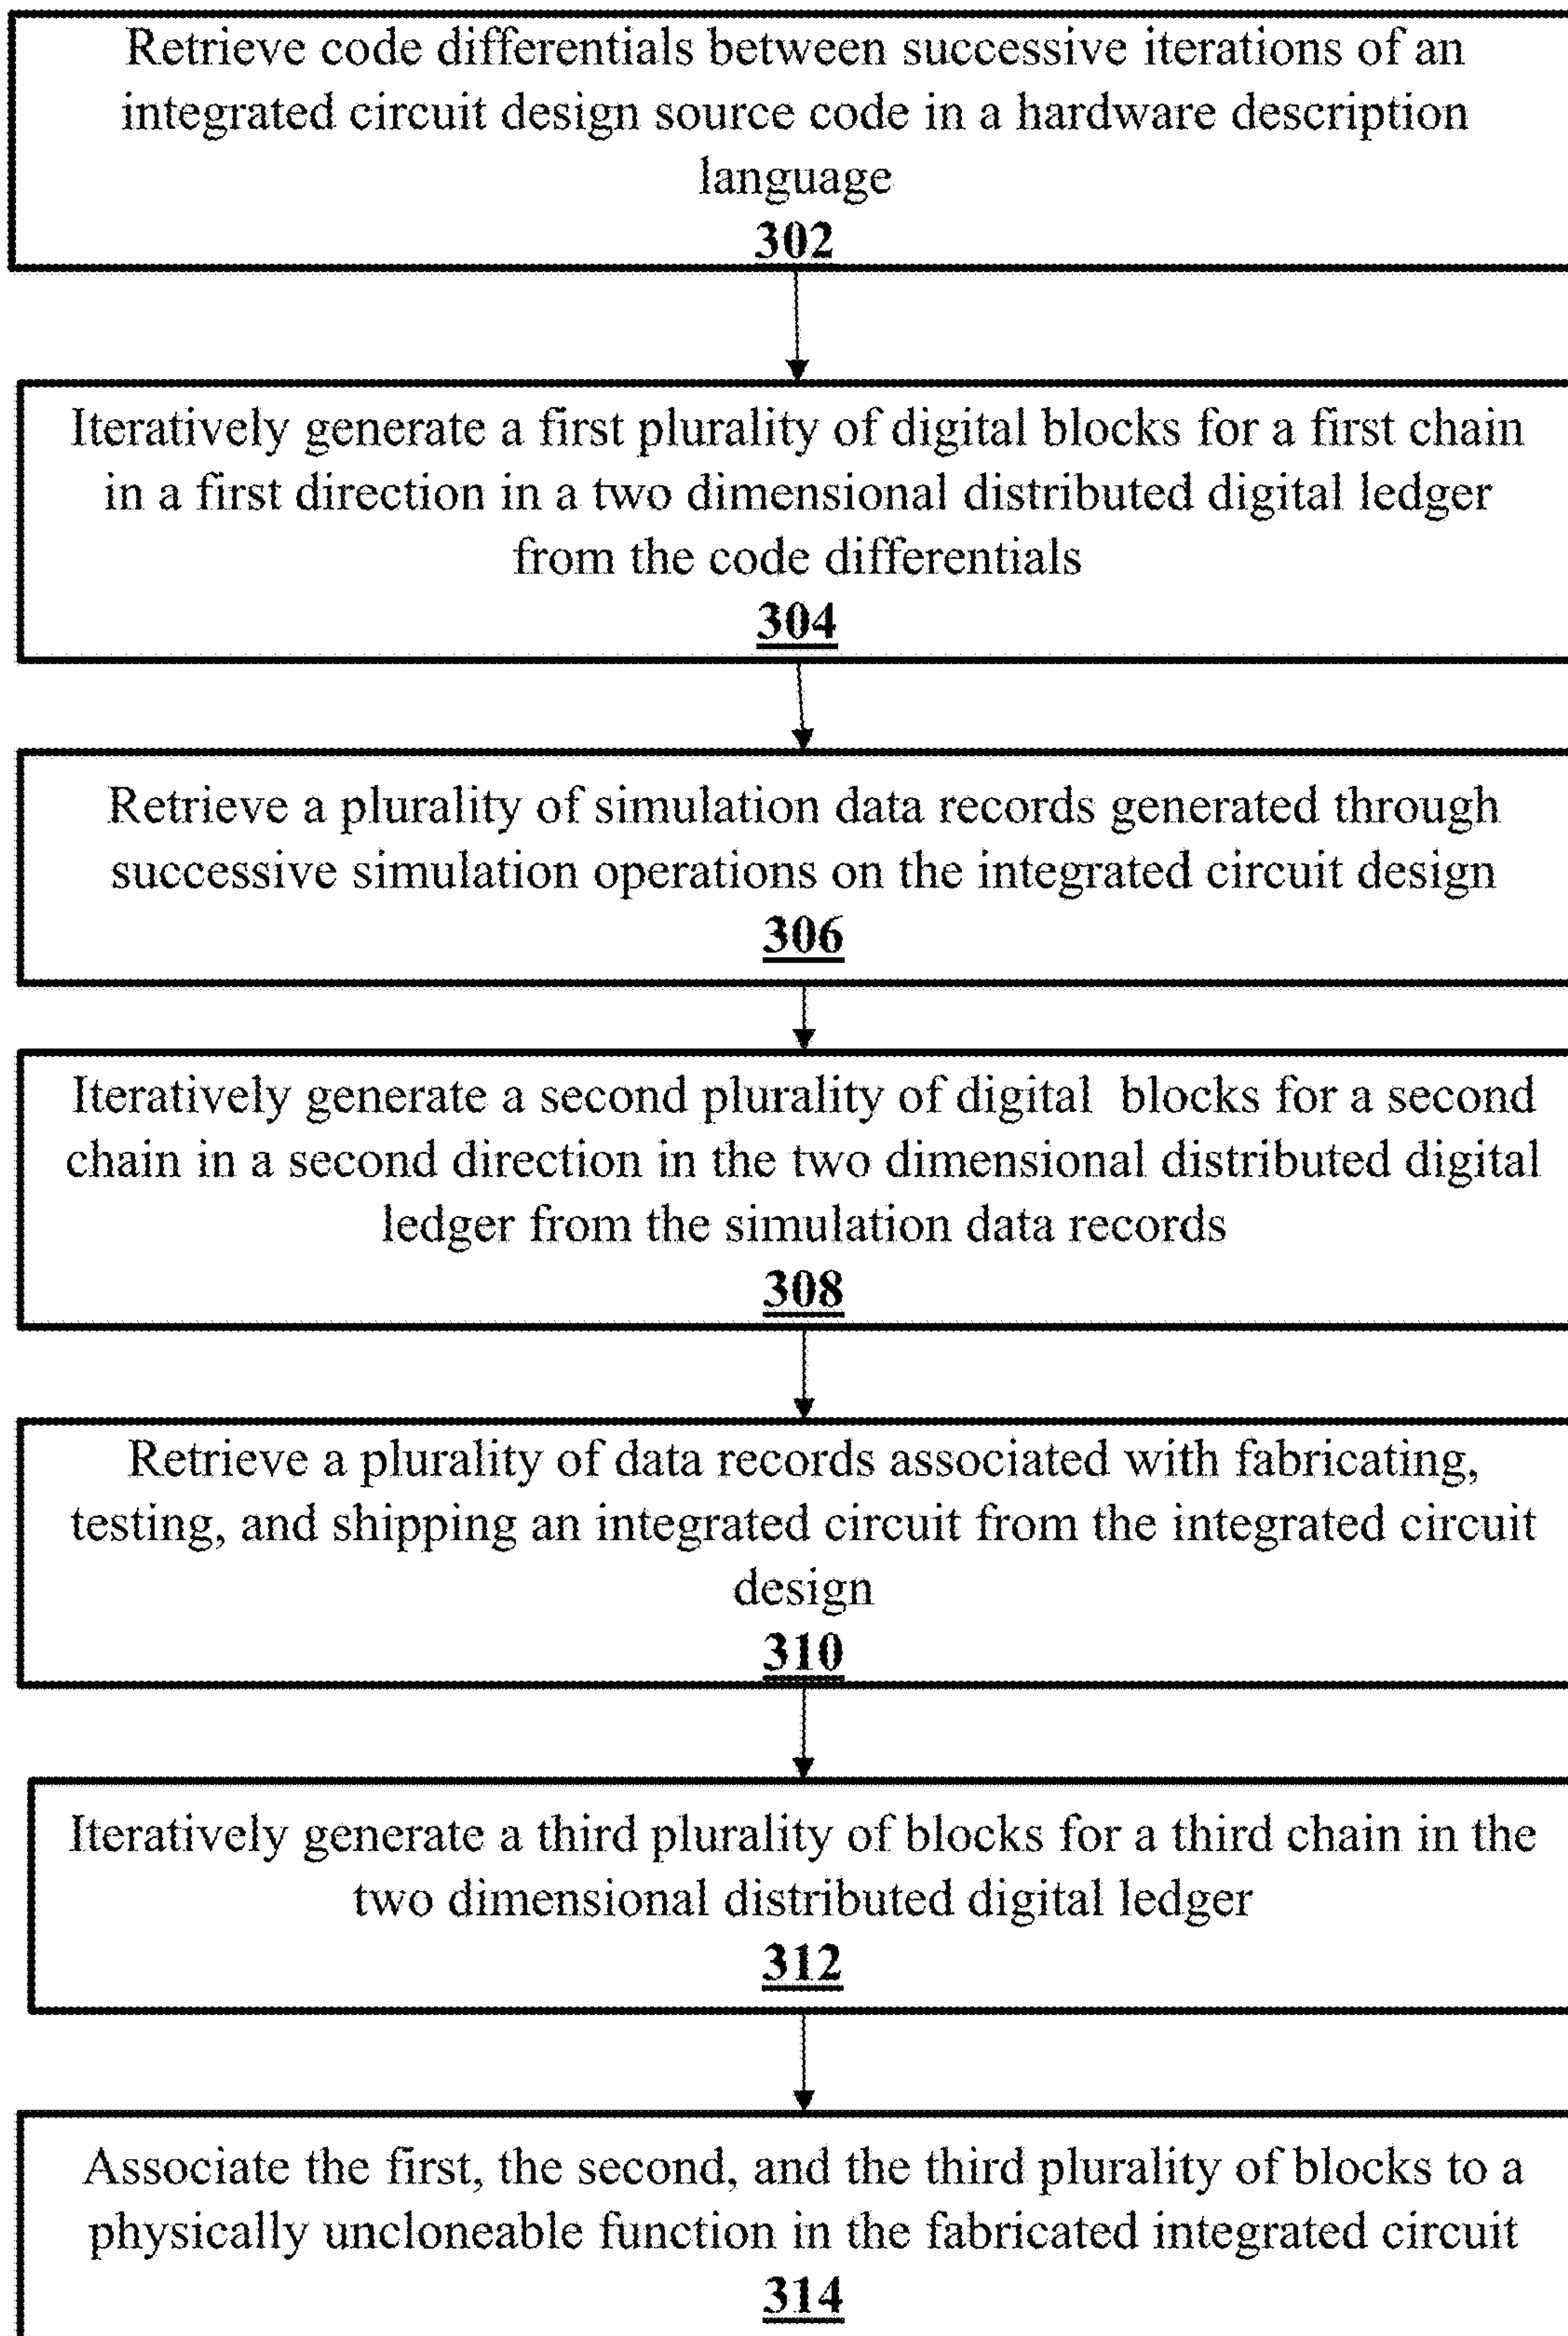 Retrieve code differentials between successive iterations of an
integrated circuit design source code in a hardware description
language
302
Iteratively generate a first plurality of digital blocks for a first chain
in a first direction in a two dimensional distributed digital ledger
from the code differentials
304
Retrieve a plurality of simulation data records generated through
successive simulation operations on the integrated circuit design
306
Iteratively generate a second plurality of digital blocks for a second
chain in a second direction in the two dimensional distributed digital
ledger from the simulation data records
308
Retrieve a plurality of data records associated with fabricating,
testing, and shipping an integrated circuit from the integrated circuit
design
310
Iteratively generate a third plurality of blocks for a third chain in the
two dimensional distributed digital ledger
312
Associate the first, the second, and the third plurality of blocks to a
physically uncloneable function in the fabricated integrated circuit
314